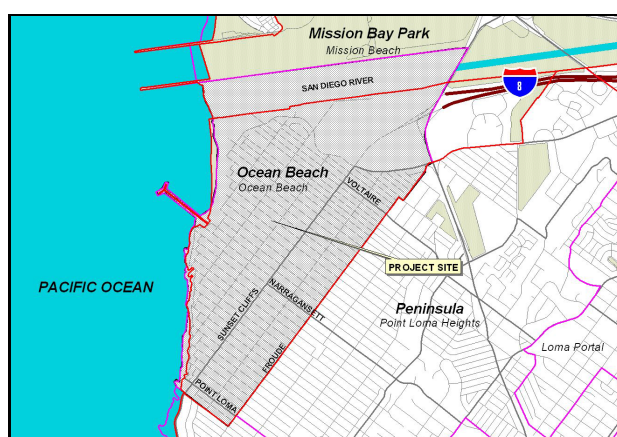 Mission Bay Park
Mission Beach
SAN DIEGO RIVER
8
Ocean Beach
Ocean Beach
VOLTAIRE
PROJECT SITE
PACIFIC OCEAN
SUNSET CLIFFS
NARRAGANSETT
Peninsula
Point Loma Heights
Loma Portal
FROUDE
POINT LOMA